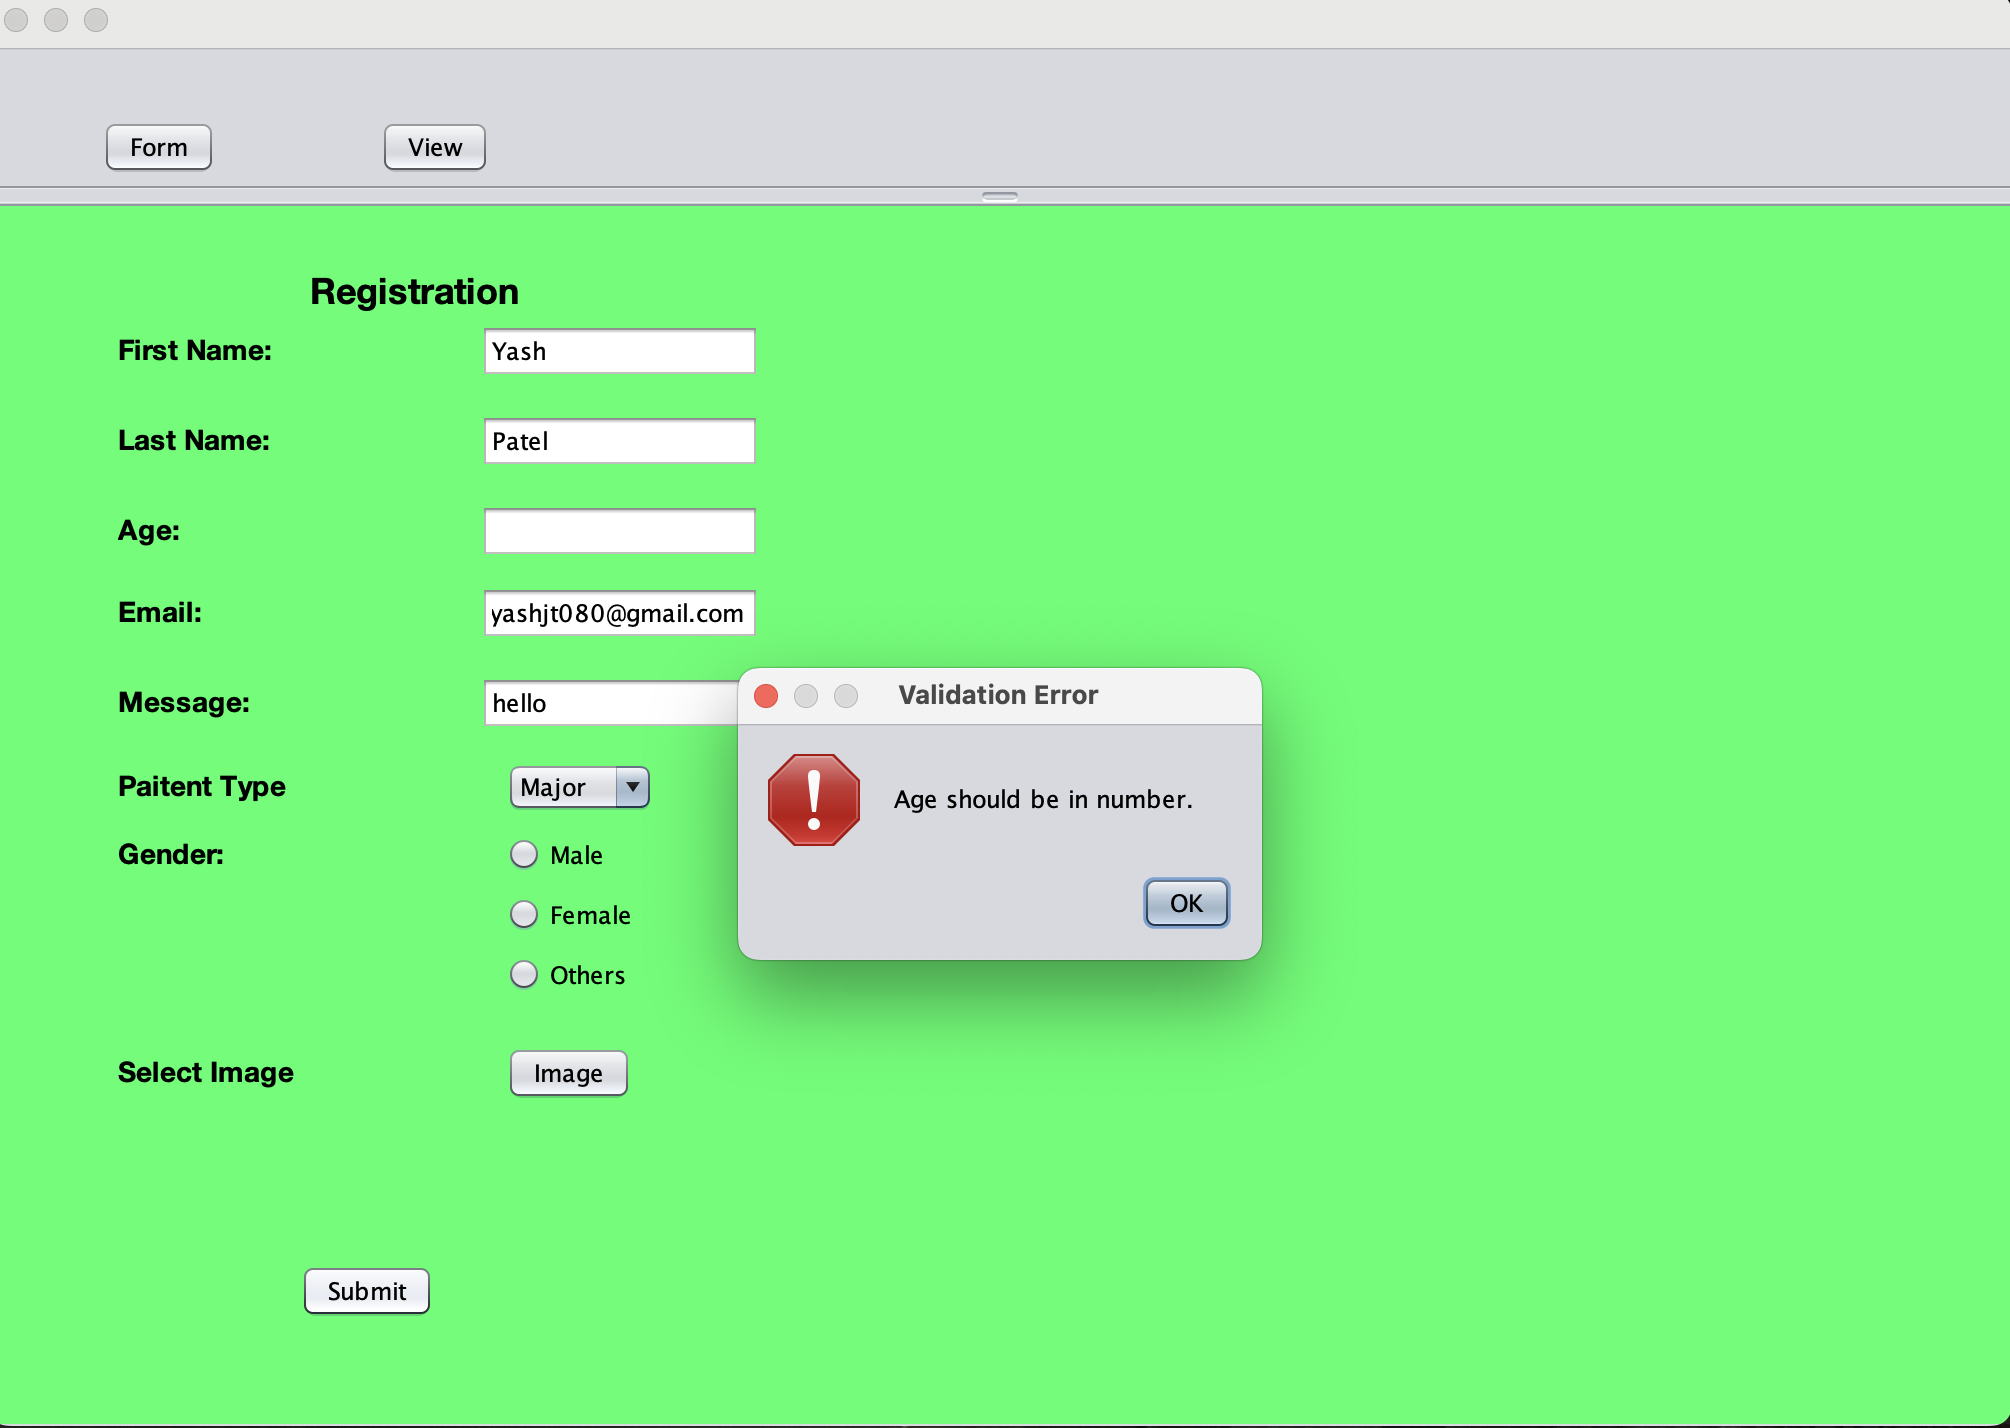 Form
View
Registration
First Name:
Yash
Last Name:
Patel
Age:
Email:
yashjt080@gmail.com
Message:
hello
Validation Error
Age should be in number.
OK
Paitent Type
Major
Gender:
Male
Female
Others
Select Image
Image
Submit